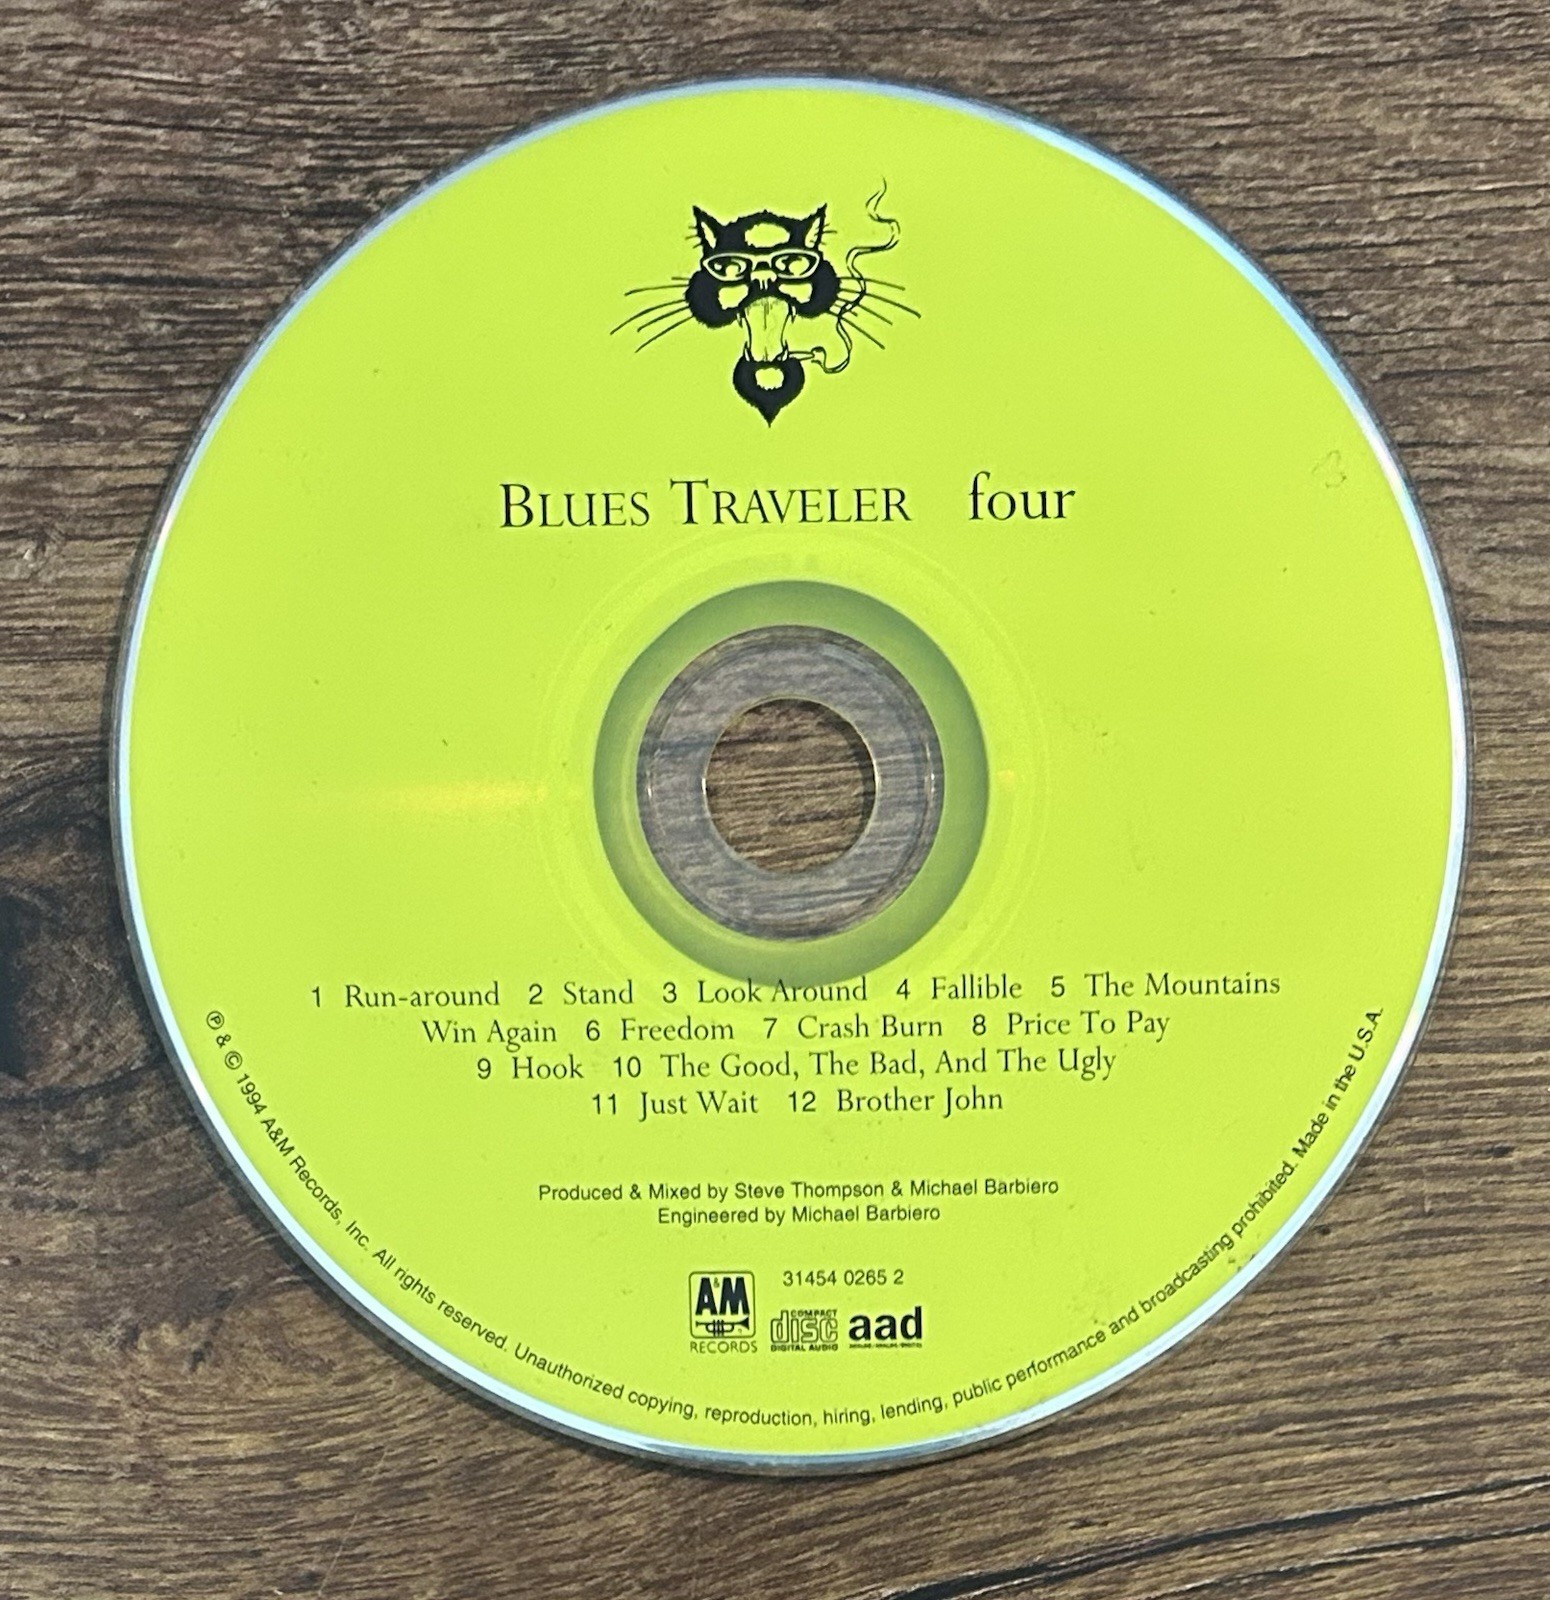 BLUES TRAVELER four
1 Run-around 2 Stand 3 Look Around 4 Fallible 5 The Mountains
Win Again 6 Freedom 7 Crash Burn 8 Price To Pay
9 Hook 10 The Good, The Bad, And The Ugly
11 Just Wait 12 Brother John
Produced & Mixed by Steve Thompson & Michael Barbiero
Engineered by Michael Barbiero
31454 0265 2
A&M
RECORDS
COMPACT
disc
DIGITAL AUDIO
aad
℗ & © 1994 A&M Records, Inc. All rights reserved. Unauthorized copying, reproduction, hiring, lending, public performance and broadcasting prohibited. Made in the U.S.A.